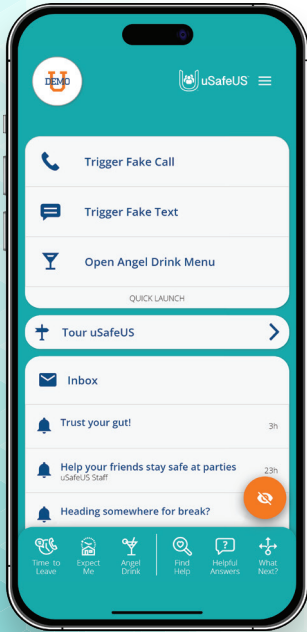 DEMO
U
uSafeUS
Trigger Fake Call
Trigger Fake Text
Open Angel Drink Menu
QUICK LAUNCH
Tour uSafeUS
Inbox
Trust your gut!
3h
Help your friends stay safe at parties
uSafeUS Staff
23h
Heading somewhere for break?
Time to
Leave
Expect
Me
Angel
Drink
Find
Help
Helpful
Answers
What
Next?